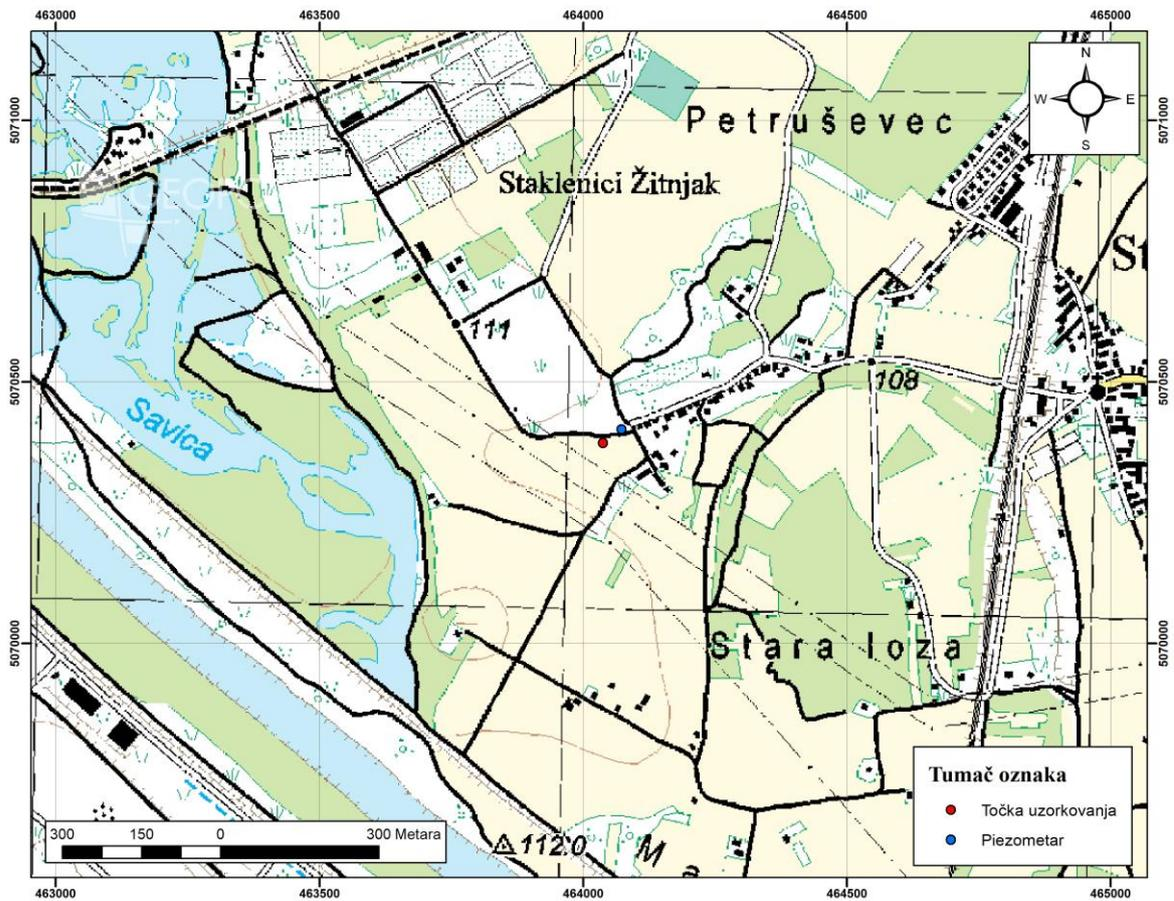 463000 463500 464000 464500 465000
N
W E
S
5071000
5071000
Petruševec
Staklenici Žitnjak
GEOPO
St
111
5070500
5070500
108
Savica
Stara loza
5070000
5070000
Tumač oznaka
Točka uzorkovanja
Piezometar
300 150 0 300 Metara
112.0
Ma
463000 463500 464000 464500 465000